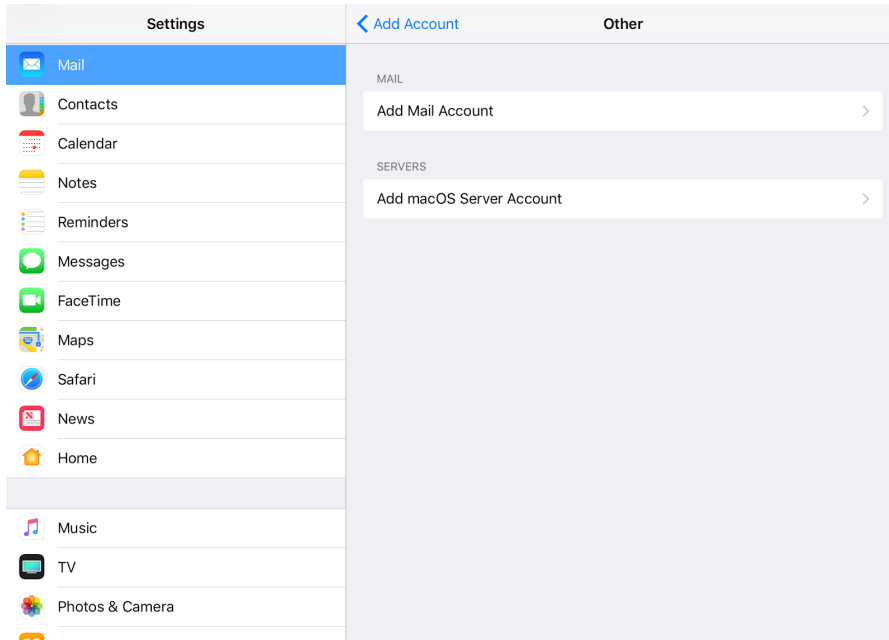 Settings
Mail
Contacts
Calendar
Notes
Reminders
Messages
FaceTime
Maps
Safari
News
Home
Music
TV
Photos & Camera
Add Account
Other
MAIL
Add Mail Account
SERVERS
Add macOS Server Account